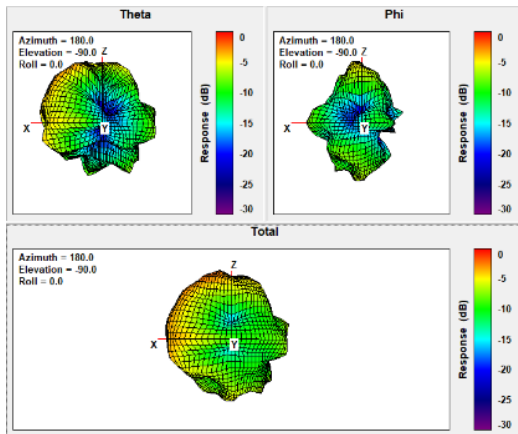 Theta
Azimuth = 180.0
Elevation = -90.0
Roll = 0.0
Z
X
Y
0
-5
-10
-15
-20
-25
-30
Response (dB)
Phi
Azimuth = 180.0
Elevation = -90.0
Roll = 0.0
Z
X
Y
0
-5
-10
-15
-20
-25
-30
Response (dB)
Total
Azimuth = 180.0
Elevation = -90.0
Roll = 0.0
Z
X
Y
0
-5
-10
-15
-20
-25
-30
Response (dB)